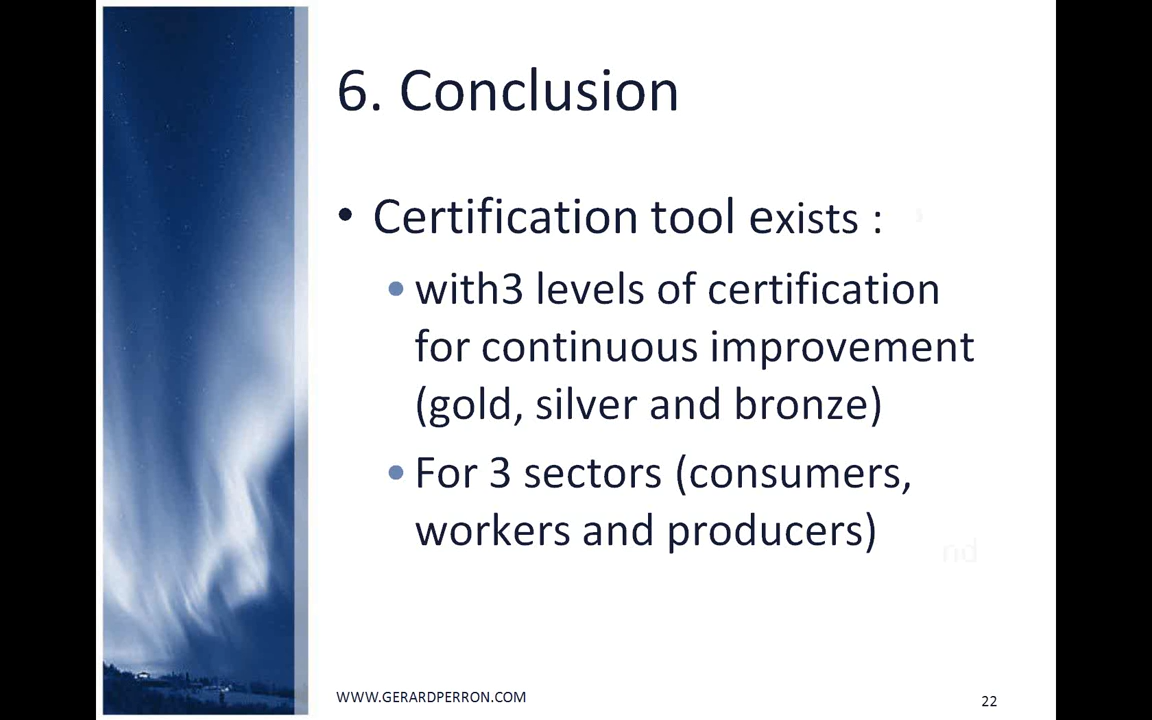 6. Conclusion
• Certification tool exists :
• with3 levels of certification
for continuous improvement
(gold, silver and bronze)
• For 3 sectors (consumers,
workers and producers)
nd
WWW.GERARDPERRON.COM
22